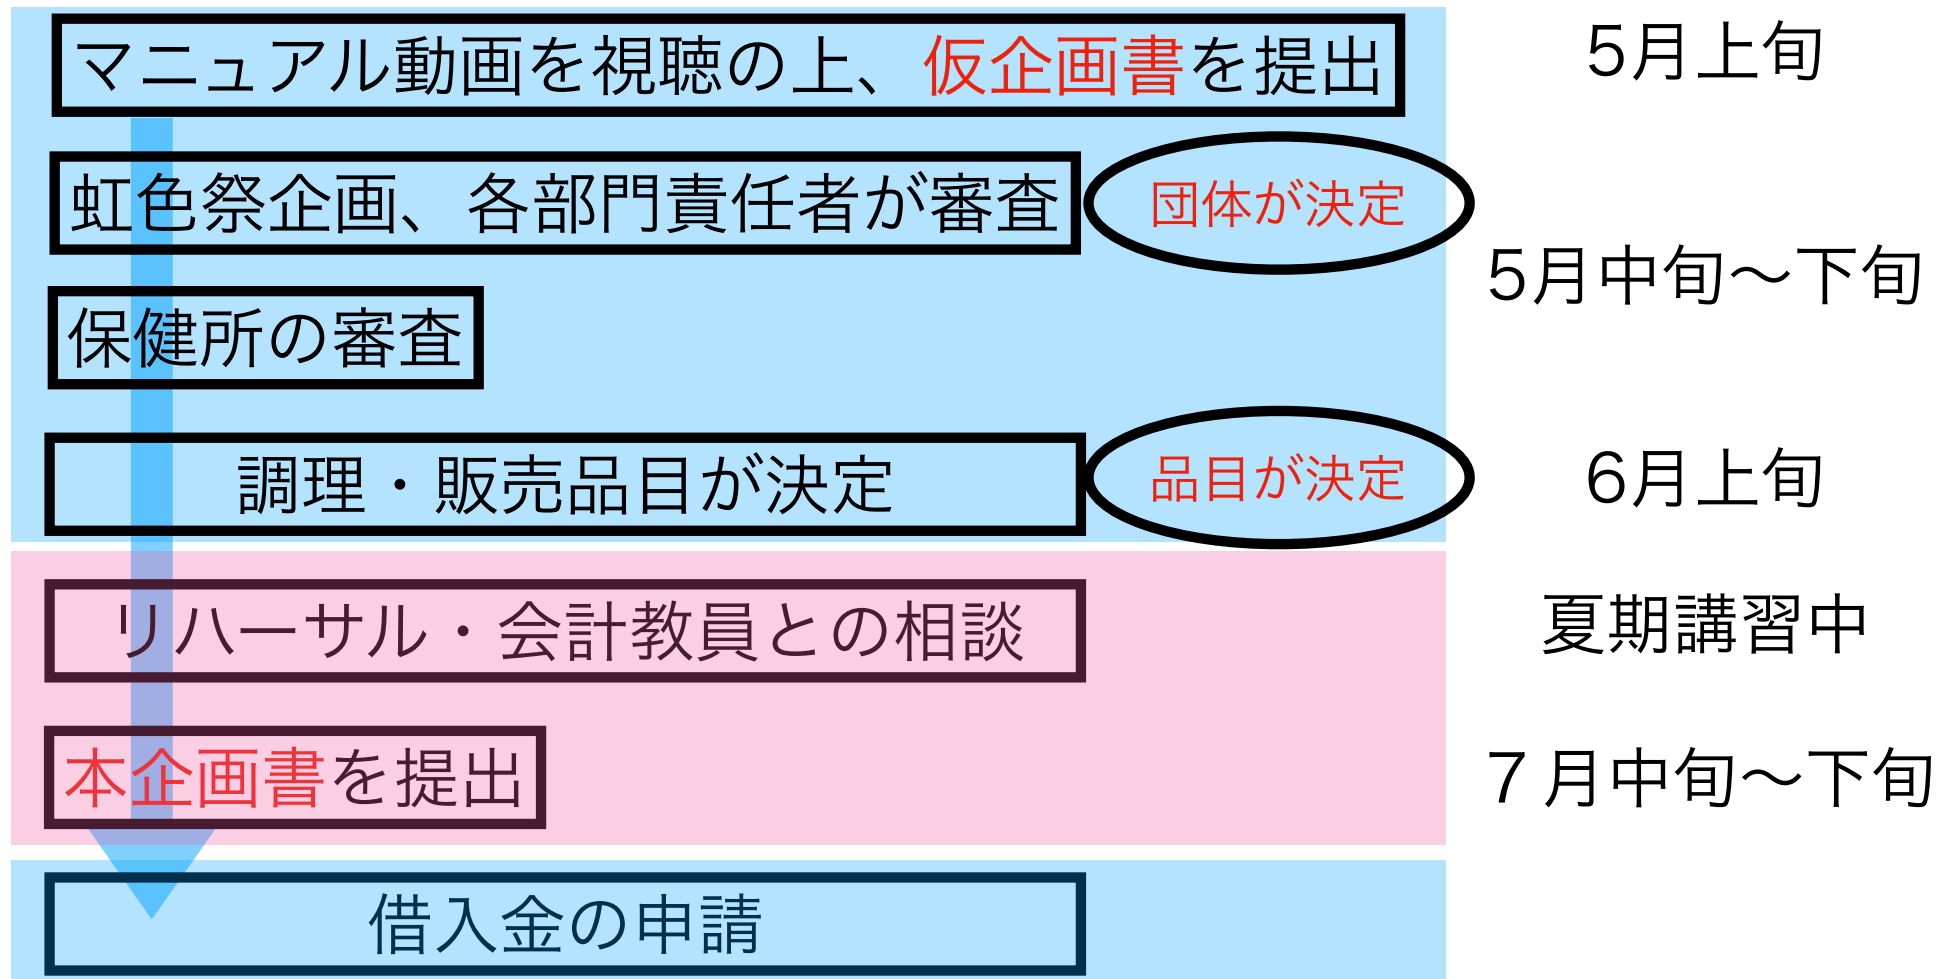 マニュアル動画を視聴の上、仮企画書を提出
5月上旬
虹色祭企画、各部門責任者が審査
団体が決定
5月中旬〜下旬
保健所の審査
調理・販売品目が決定
品目が決定
6月上旬
リハーサル・会計教員との相談
夏期講習中
本企画書を提出
７月中旬〜下旬
借入金の申請